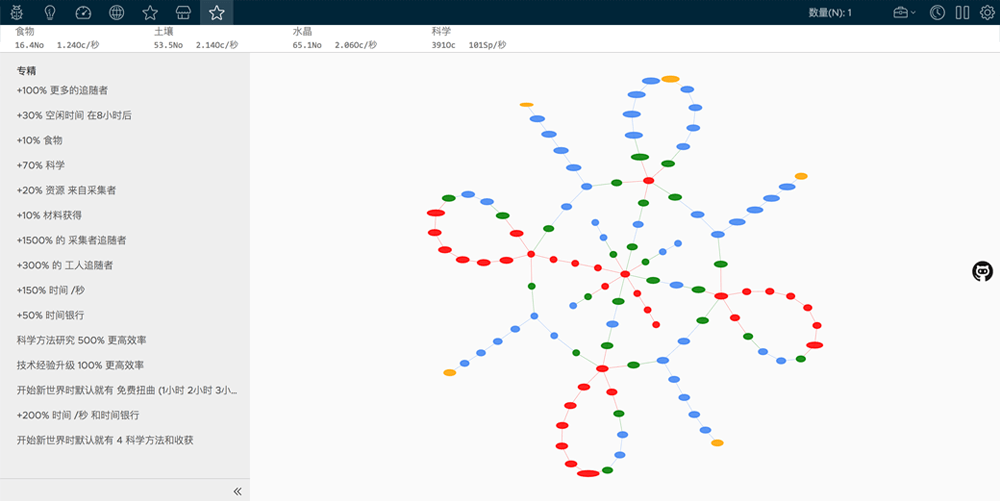 数量(N): 1
食物 土壤 水晶 科学
16.4No 1.24Oc/秒 53.5No 2.14Oc/秒 65.1No 2.06Oc/秒 391Oc 101Sp/秒
专精
+100% 更多的追随者
+30% 空闲时间 在8小时后
+10% 食物
+70% 科学
+20% 资源 来自采集者
+10% 材料获得
+1500% 的 采集者追随者
+300% 的 工人追随者
+150% 时间 /秒
+50% 时间银行
科学方法研究 500% 更高效率
技术经验升级 100% 更高效率
开始新世界时默认就有 免费扭曲 (1小时 2小时 3小...
+200% 时间 /秒 和时间银行
开始新世界时默认就有 4 科学方法和收获